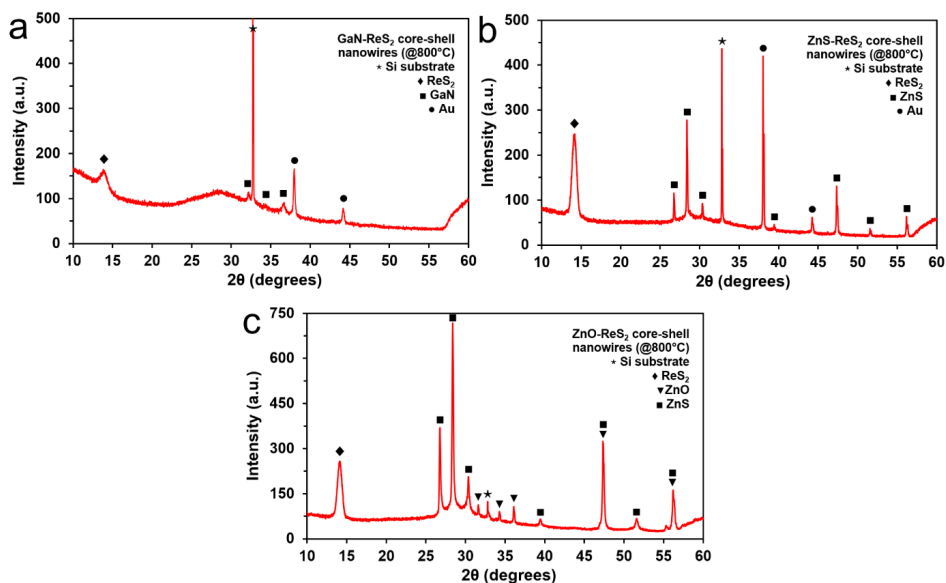 a
500
400
300
200
100
0
Intensity (a.u.)
GaN-ReS₂ core-shell
nanowires (@800°C)
★ Si substrate
◆ ReS₂
■ GaN
● Au
10 15 20 25 30 35 40 45 50 55 60
2θ (degrees)
b
500
400
300
200
100
0
Intensity (a.u.)
ZnS-ReS₂ core-shell
nanowires (@800°C)
★ Si substrate
◆ ReS₂
■ ZnS
● Au
10 15 20 25 30 35 40 45 50 55 60
2θ (degrees)
c
750
600
450
300
150
0
Intensity (a.u.)
ZnO-ReS₂ core-shell
nanowires (@800°C)
★ Si substrate
◆ ReS₂
▼ ZnO
■ ZnS
10 15 20 25 30 35 40 45 50 55 60
2θ (degrees)